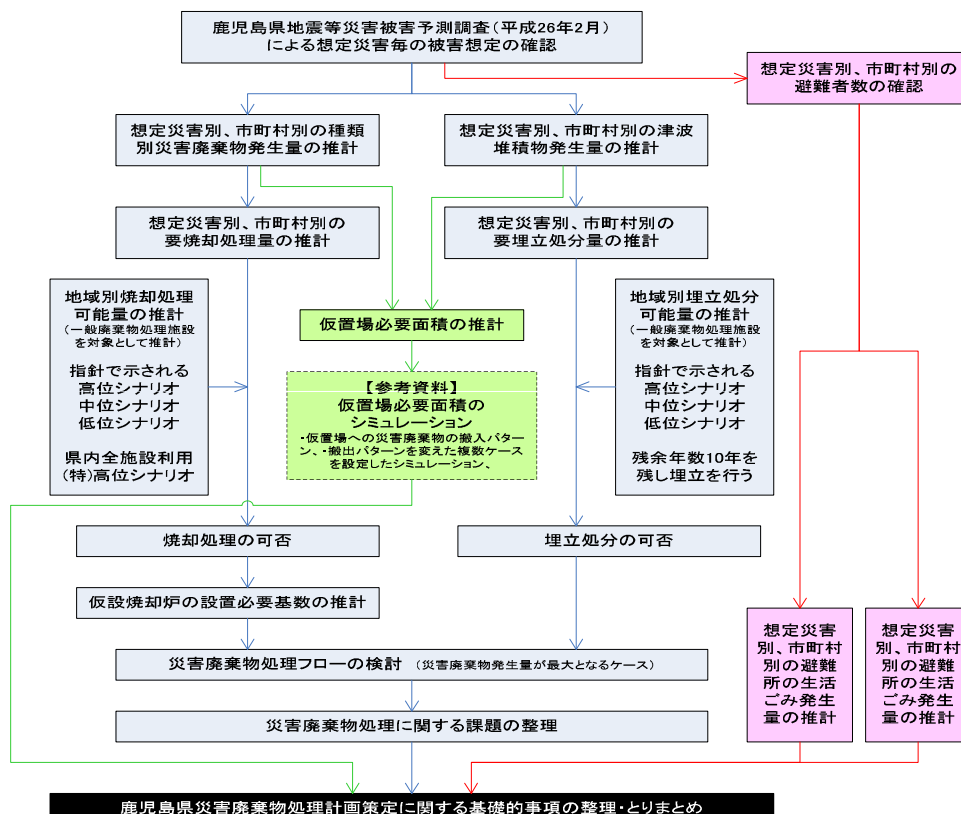 鹿児島県地震等災害被害予測調査(平成26年2月)
による想定災害毎の被害想定の確認
想定災害別、市町村別の
避難者数の確認
想定災害別、市町村別の種類
別災害廃棄物発生量の推計
想定災害別、市町村別の津波
堆積物発生量の推計
想定災害別、市町村別の
要焼却処理量の推計
想定災害別、市町村別の
要埋立処分量の推計
地域別焼却処理
可能量の推計
(一般廃棄物処理施設
を対象として推計)
指針で示される
高位シナリオ
中位シナリオ
低位シナリオ
県内全施設利用
(特)高位シナリオ
仮置場必要面積の推計
【参考資料】
仮置場必要面積の
シミュレーション
・仮置場への災害廃棄物の搬入パター
ン、・搬出パターンを変えた複数ケース
を設定したシミュレーション、
地域別埋立処分
可能量の推計
(一般廃棄物処理施設
を対象として推計)
指針で示される
高位シナリオ
中位シナリオ
低位シナリオ
残余年数10年を
残し埋立を行う
焼却処理の可否
埋立処分の可否
仮設焼却炉の設置必要基数の推計
災害廃棄物処理フローの検討 (災害廃棄物発生量が最大となるケース)
災害廃棄物処理に関する課題の整理
想定災害
別、市町村
別の避難
所の生活
ごみ発生
量の推計
想定災害
別、市町村
別の避難
所の生活
ごみ発生
量の推計
鹿児島県災害廃棄物処理計画策定に関する基礎的事項の整理・とりまとめ